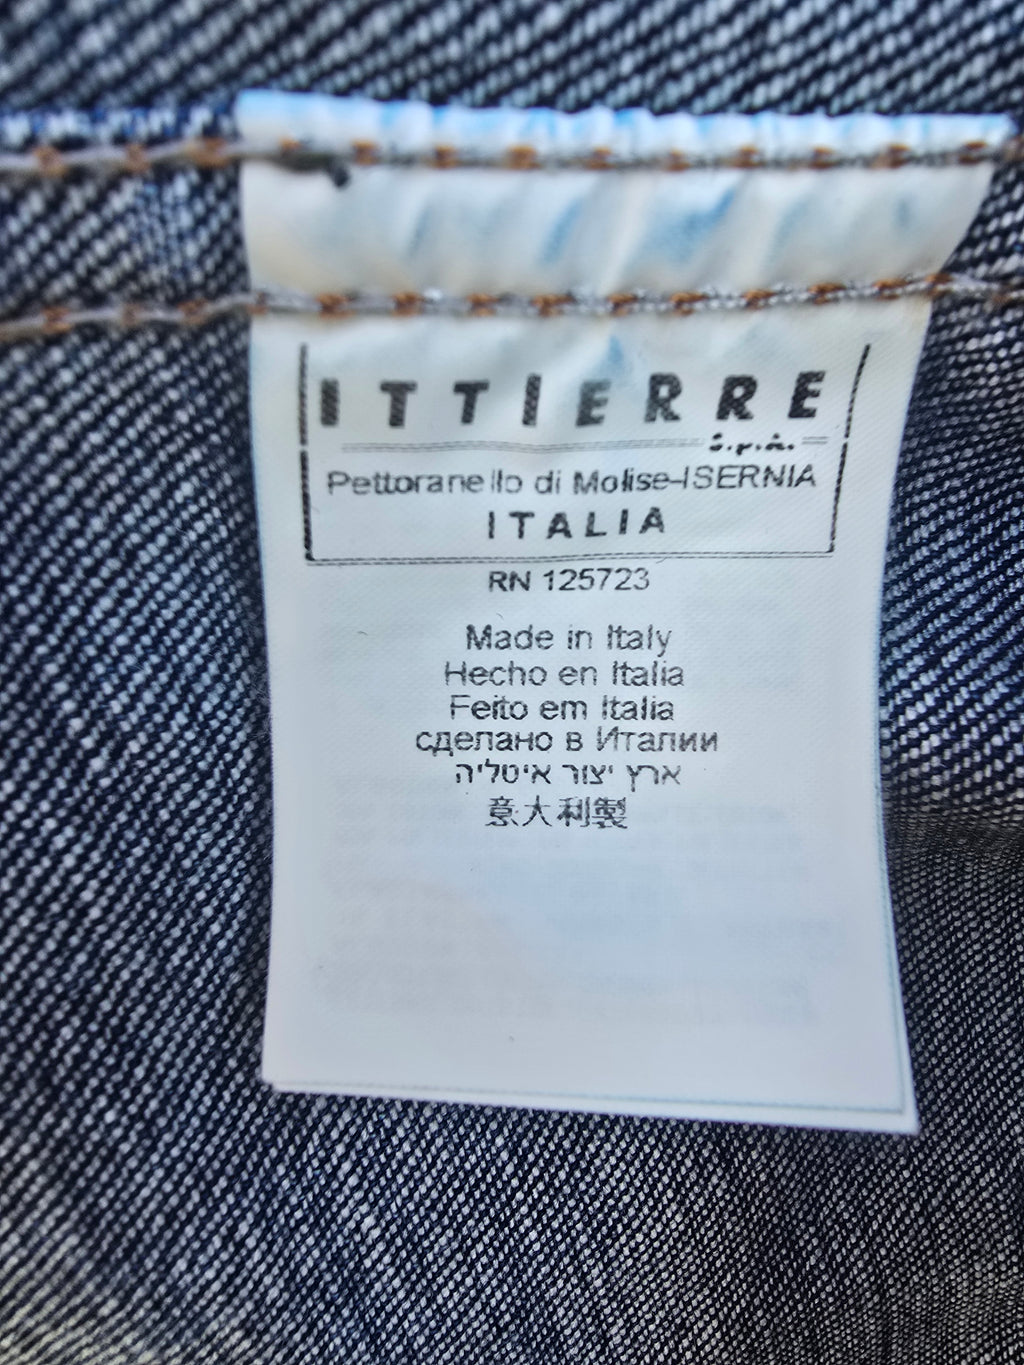 ITTIERRE
S.p.A.
Pettoranello di Molise-ISERNIA
ITALIA
RN 125723
Made in Italy
Hecho en Italia
Feito em Italia
сделано в Италии
ארץ יצור איטליה
意大利製